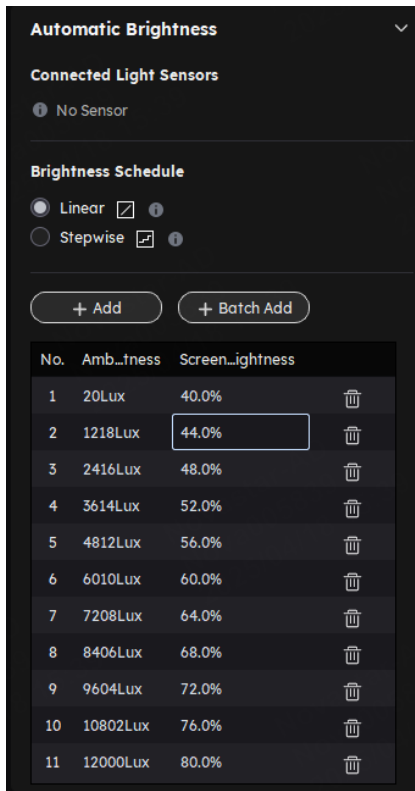 Automatic Brightness
Connected Light Sensors
No Sensor
Brightness Schedule
Linear
Stepwise
+ Add + Batch Add
No. Amb...tness Screen...ightness
1 20Lux 40.0%
2 1218Lux 44.0%
3 2416Lux 48.0%
4 3614Lux 52.0%
5 4812Lux 56.0%
6 6010Lux 60.0%
7 7208Lux 64.0%
8 8406Lux 68.0%
9 9604Lux 72.0%
10 10802Lux 76.0%
11 12000Lux 80.0%